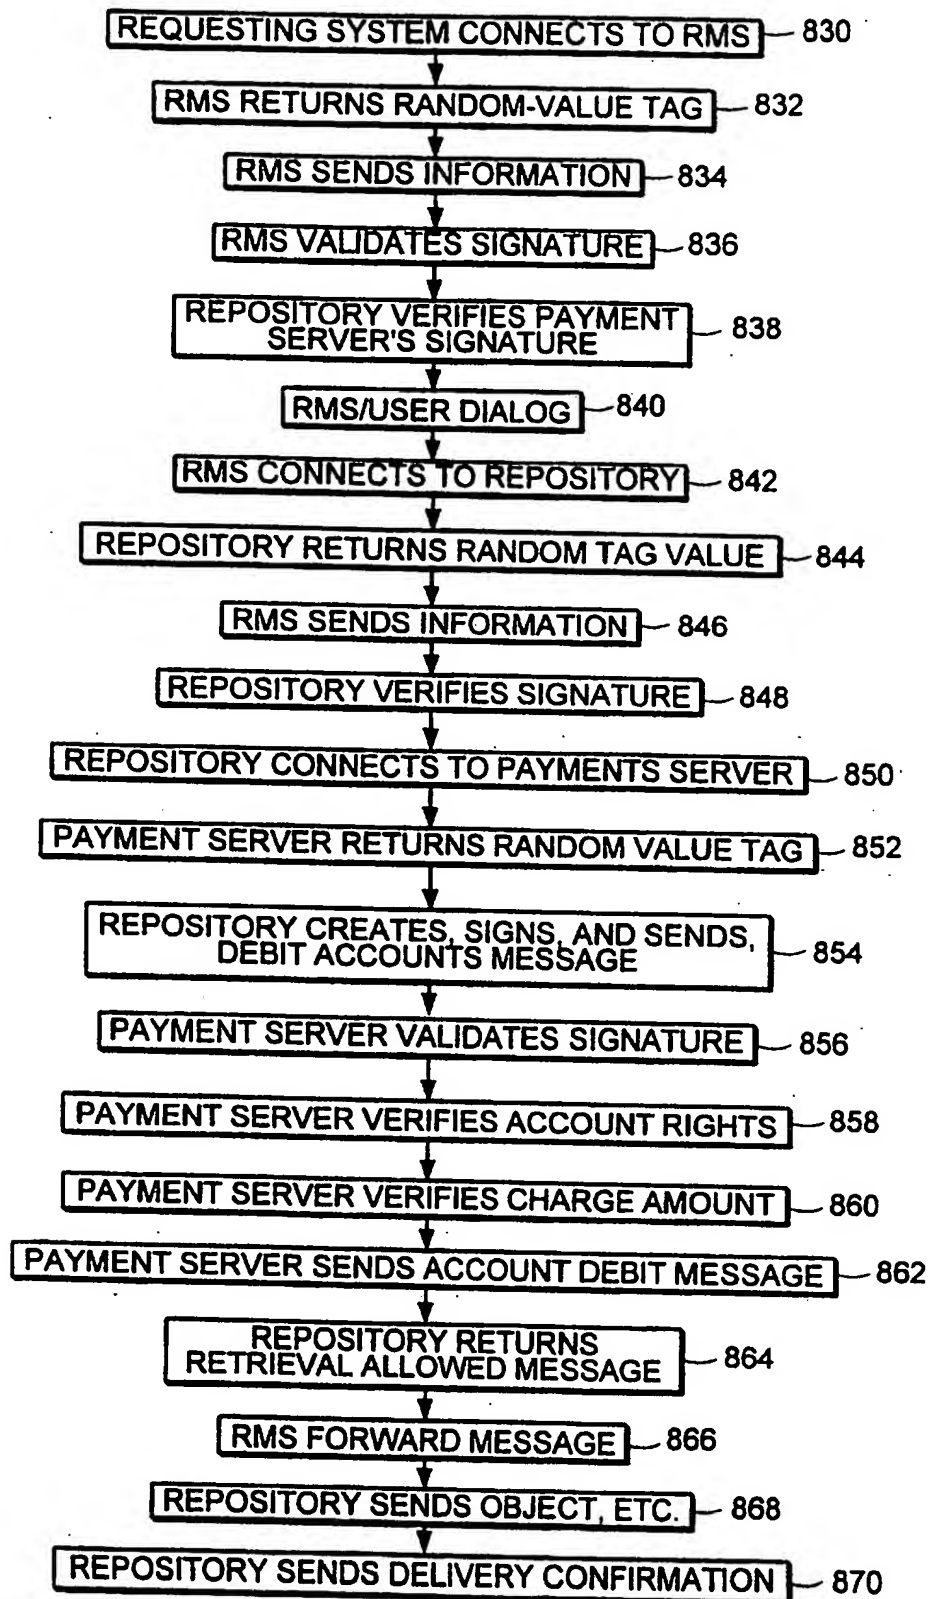 REQUESTING SYSTEM CONNECTS TO RMS 830
RMS RETURNS RANDOM-VALUE TAG 832
RMS SENDS INFORMATION 834
RMS VALIDATES SIGNATURE 836
REPOSITORY VERIFIES PAYMENT
SERVER'S SIGNATURE 838
RMS/USER DIALOG 840
RMS CONNECTS TO REPOSITORY 842
REPOSITORY RETURNS RANDOM TAG VALUE 844
RMS SENDS INFORMATION 846
REPOSITORY VERIFIES SIGNATURE 848
REPOSITORY CONNECTS TO PAYMENTS SERVER 850
PAYMENT SERVER RETURNS RANDOM VALUE TAG 852
REPOSITORY CREATES, SIGNS, AND SENDS,
DEBIT ACCOUNTS MESSAGE 854
PAYMENT SERVER VALIDATES SIGNATURE 856
PAYMENT SERVER VERIFIES ACCOUNT RIGHTS 858
PAYMENT SERVER VERIFIES CHARGE AMOUNT 860
PAYMENT SERVER SENDS ACCOUNT DEBIT MESSAGE 862
REPOSITORY RETURNS
RETRIEVAL ALLOWED MESSAGE 864
RMS FORWARD MESSAGE 866
REPOSITORY SENDS OBJECT, ETC. 868
REPOSITORY SENDS DELIVERY CONFIRMATION 870